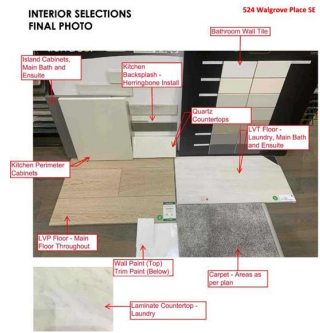 INTERIOR SELECTIONS
FINAL PHOTO
524 Walgrove Place SE
Bathroom Wall Tile
Island Cabinets,
Main Bath and
Ensuite
Kitchen
Backsplash -
Herringbone Install
Quartz
Countertops
LVT Floor -
Laundry, Main Bath
and Ensuite
Kitchen Perimeter
Cabinets
LVP Floor - Main
Floor Throughout
Wall Paint (Top)
Trim Paint (Below)
Carpet - Areas as
per plan
Laminate Countertop -
Laundry